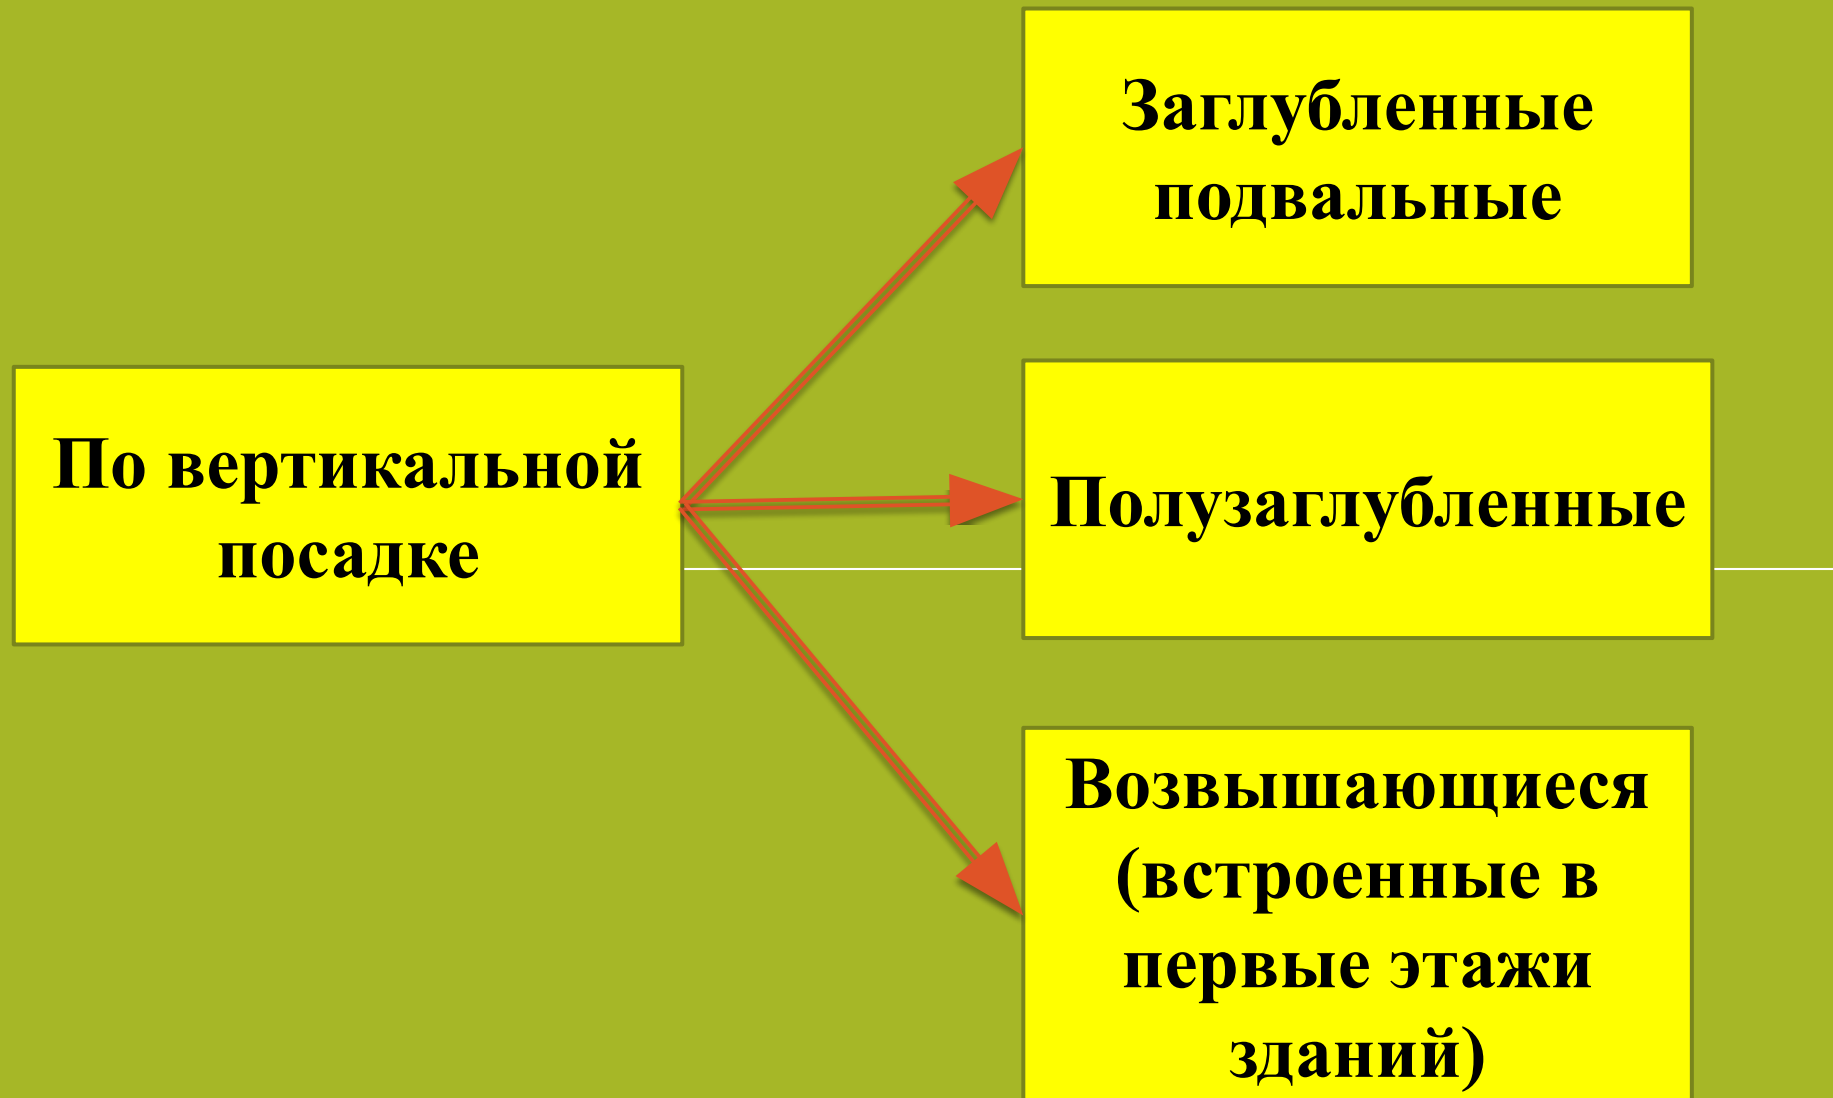 По вертикальной
посадке
Заглубленные
подвальные
Полузаглубленные
Возвышающиеся
(встроенные в
первые этажи
зданий)